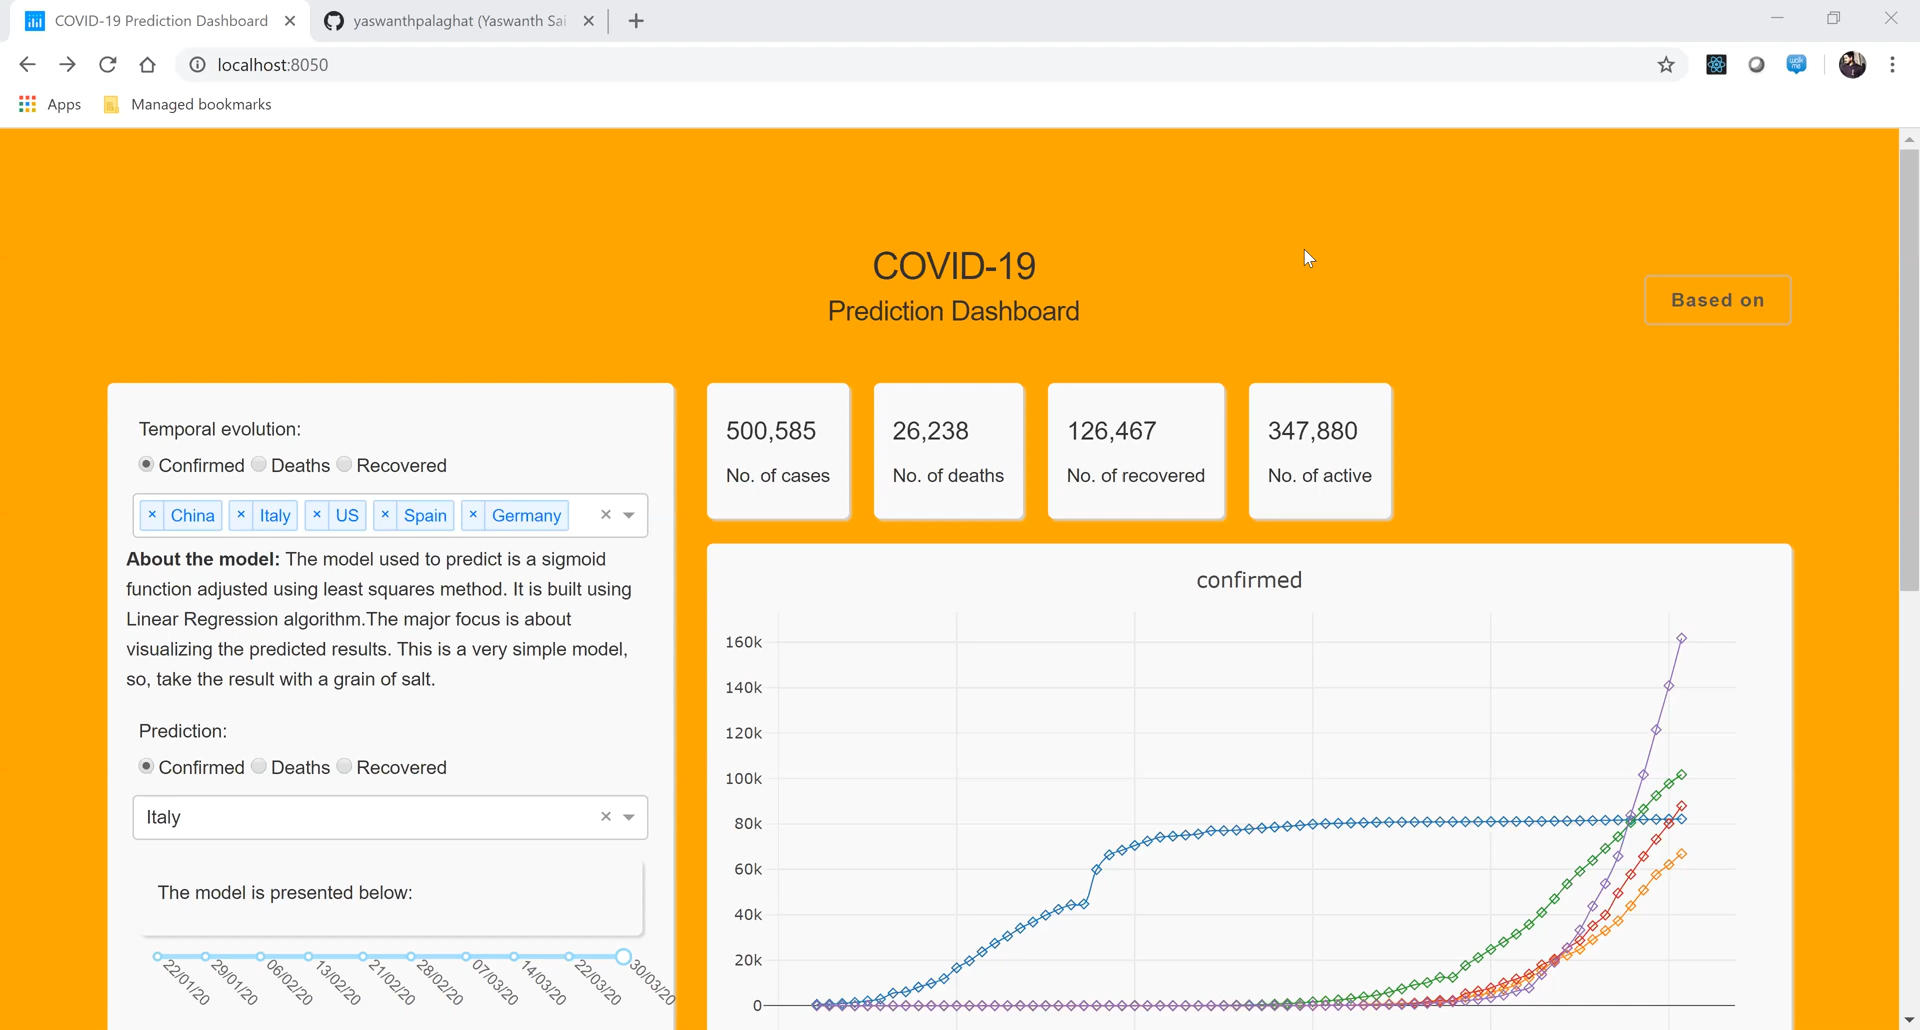 COVID-19 Prediction Dashboard
yaswanthpalaghat (Yaswanth Sai
localhost:8050
Apps
Managed bookmarks
COVID-19
Prediction Dashboard
Based on
Temporal evolution:
Confirmed Deaths Recovered
× China × Italy × US × Spain × Germany
About the model: The model used to predict is a sigmoid
function adjusted using least squares method. It is built using
Linear Regression algorithm.The major focus is about
visualizing the predicted results. This is a very simple model,
so, take the result with a grain of salt.
Prediction:
Confirmed Deaths Recovered
Italy
The model is presented below:
22/01/20
29/01/20
06/02/20
13/02/20
21/02/20
28/02/20
07/03/20
14/03/20
22/03/20
30/03/20
500,585
No. of cases
26,238
No. of deaths
126,467
No. of recovered
347,880
No. of active
confirmed
160k
140k
120k
100k
80k
60k
40k
20k
0